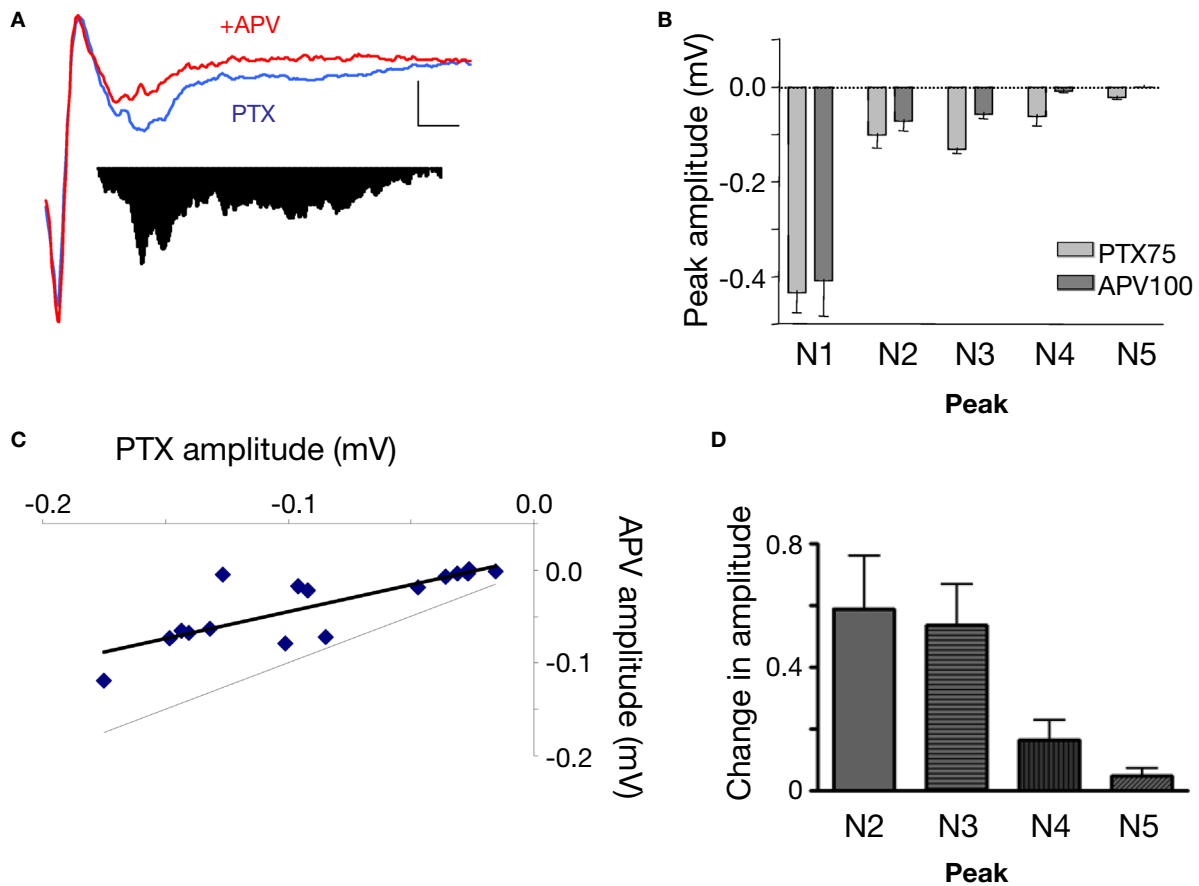 A
+APV
PTX
B
Peak amplitude (mV)
0.0
-0.2
-0.4
PTX75
APV100
N1 N2 N3 N4 N5
Peak
C
PTX amplitude (mV)
-0.2 -0.1 0.0
0.0
-0.1
-0.2
APV amplitude (mV)
D
Change in amplitude
0.8
0.4
0
N2 N3 N4 N5
Peak